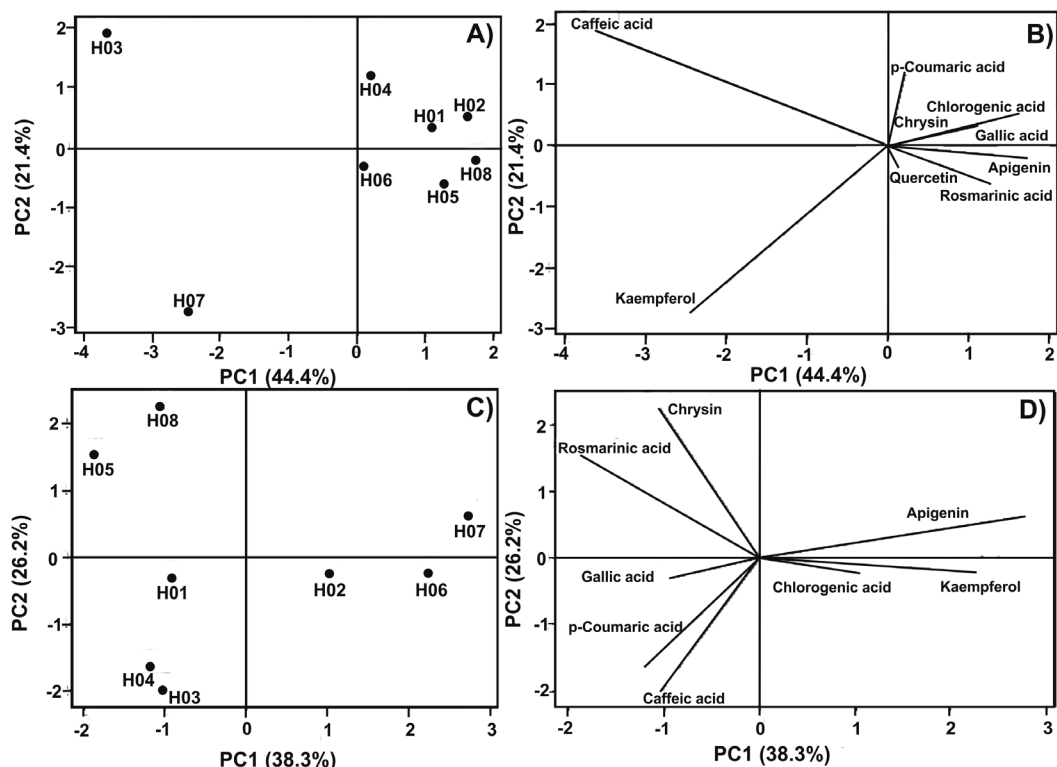 A)
2
1
0
-1
-2
-3
PC2 (21.4%)
H03
H04
H02
H01
H06
H08
H05
H07
-4 -3 -2 -1 0 1 2
PC1 (44.4%)
B)
2
1
0
-1
-2
-3
PC2 (21.4%)
Caffeic acid
p-Coumaric acid
Chlorogenic acid
Chrysin
Gallic acid
Apigenin
Quercetin
Rosmarinic acid
Kaempferol
-4 -3 -2 -1 0 1 2
PC1 (44.4%)
C)
2
1
0
-1
-2
PC2 (26.2%)
H08
H05
H07
H01
H02
H06
H04
H03
-2 -1 0 1 2 3
PC1 (38.3%)
D)
2
1
0
-1
-2
PC2 (26.2%)
Chrysin
Rosmarinic acid
Apigenin
Gallic acid
Chlorogenic acid
Kaempferol
p-Coumaric acid
Caffeic acid
-2 -1 0 1 2 3
PC1 (38.3%)